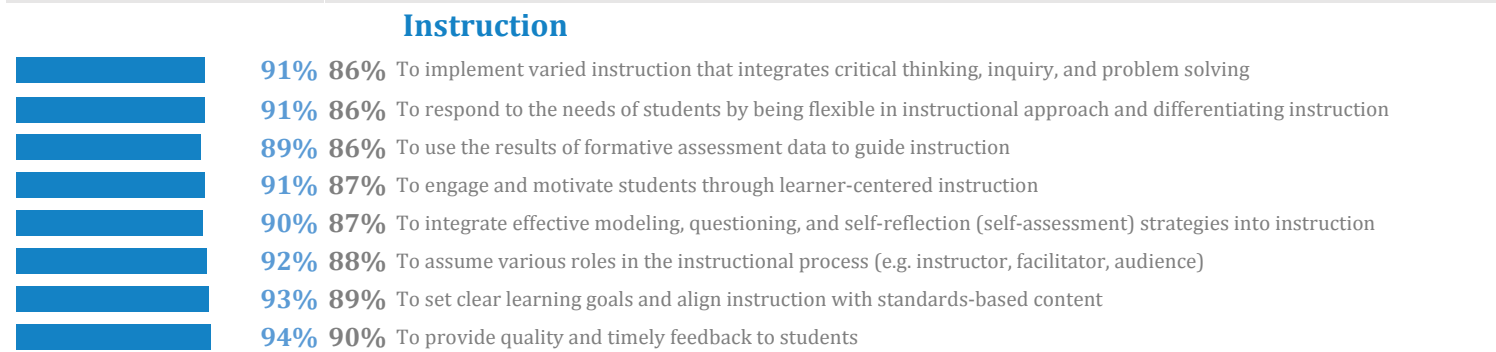 Instruction
91% 86% To implement varied instruction that integrates critical thinking, inquiry, and problem solving
91% 86% To respond to the needs of students by being flexible in instructional approach and differentiating instruction
89% 86% To use the results of formative assessment data to guide instruction
91% 87% To engage and motivate students through learner-centered instruction
90% 87% To integrate effective modeling, questioning, and self-reflection (self-assessment) strategies into instruction
92% 88% To assume various roles in the instructional process (e.g. instructor, facilitator, audience)
93% 89% To set clear learning goals and align instruction with standards-based content
94% 90% To provide quality and timely feedback to students